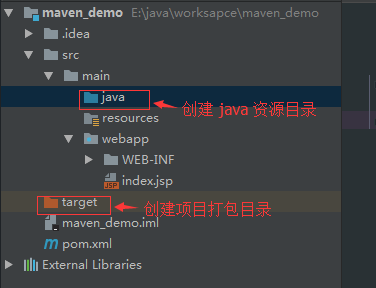 maven_demo E:\java\worksapce\maven_demo
.idea
src
main
java 创建 java 资源目录
resources
webapp
WEB-INF
JSP index.jsp
target 创建项目打包目录
maven_demo.iml
m pom.xml
External Libraries